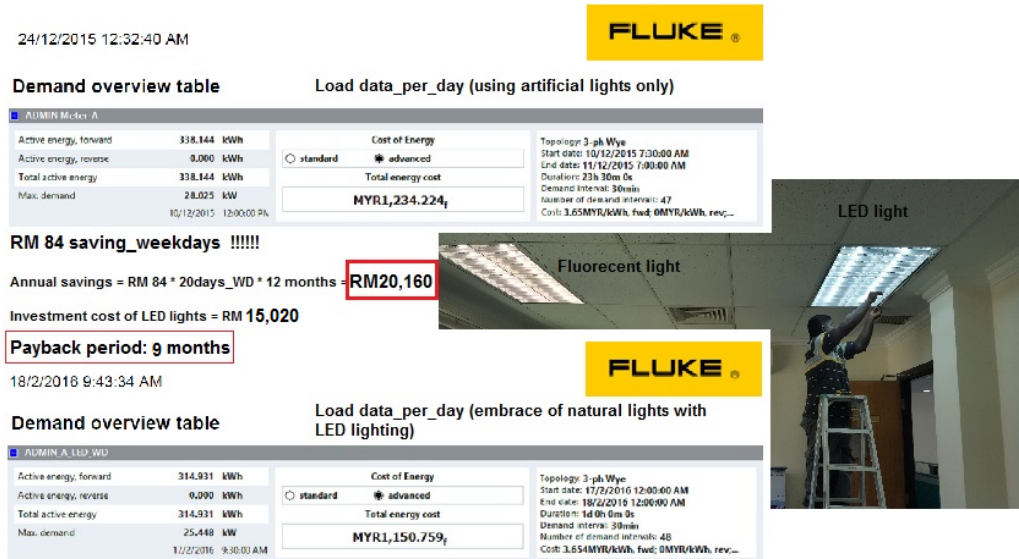 24/12/2015 12:32:40 AM
FLUKE ®
Demand overview table
Load data_per_day (using artificial lights only)
ADMIN Meter A
Active energy, forward 338.144 kWh
Active energy, reverse 0.000 kWh
Total active energy 338.144 kWh
Max. demand 28.025 kW
10/12/2015 12:00:00 PM
Cost of Energy
standard advanced
Total energy cost
MYR1,234.224
Topology: 3-ph Wye
Start date: 10/12/2015 7:30:00 AM
End date: 11/12/2015 7:00:00 AM
Duration: 23h 30m 0s
Demand interval: 30min
Number of demand intervals: 47
Cost: 3.65MYR/kWh, fwd; 0MYR/kWh, rev;...
LED light
Fluorecent light
RM 84 saving_weekdays !!!!!!
Annual savings = RM 84 * 20days_WD * 12 months = RM20,160
Investment cost of LED lights = RM 15,020
Payback period: 9 months
18/2/2016 9:43:34 AM
FLUKE ®
Demand overview table
Load data_per_day (embrace of natural lights with
LED lighting)
ADMIN_A_LED_WD
Active energy, forward 314.931 kWh
Active energy, reverse 0.000 kWh
Total active energy 314.931 kWh
Max. demand 25.448 kW
17/2/2016 9:30:00 AM
Cost of Energy
standard advanced
Total energy cost
MYR1,150.759
Topology: 3-ph Wye
Start date: 17/2/2016 12:00:00 AM
End date: 18/2/2016 12:00:00 AM
Duration: 1d 0h 0m 0s
Demand interval: 30min
Number of demand intervals: 48
Cost: 3.654MYR/kWh, fwd; 0MYR/kWh, rev;...